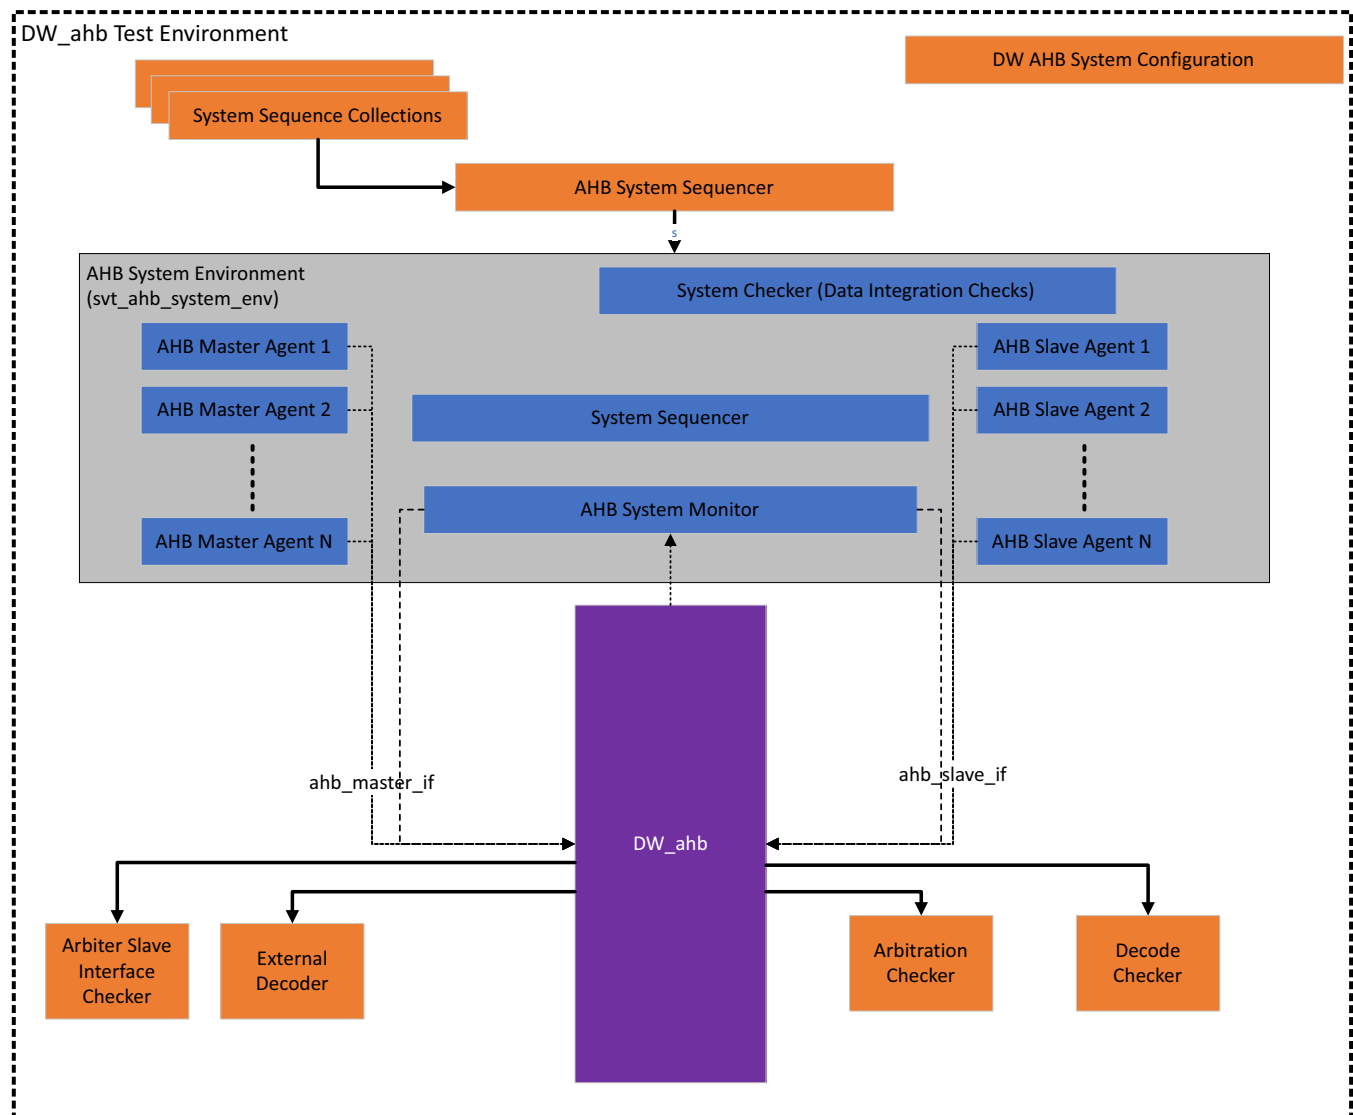 DW_ahb Test Environment
DW AHB System Configuration
System Sequence Collections
AHB System Sequencer
s
AHB System Environment
(svt_ahb_system_env)
System Checker (Data Integration Checks)
AHB Master Agent 1
AHB Slave Agent 1
AHB Master Agent 2
System Sequencer
AHB Slave Agent 2
AHB System Monitor
AHB Master Agent N
AHB Slave Agent N
ahb_master_if
ahb_slave_if
DW_ahb
Arbiter Slave
Interface
Checker
External
Decoder
Arbitration
Checker
Decode
Checker